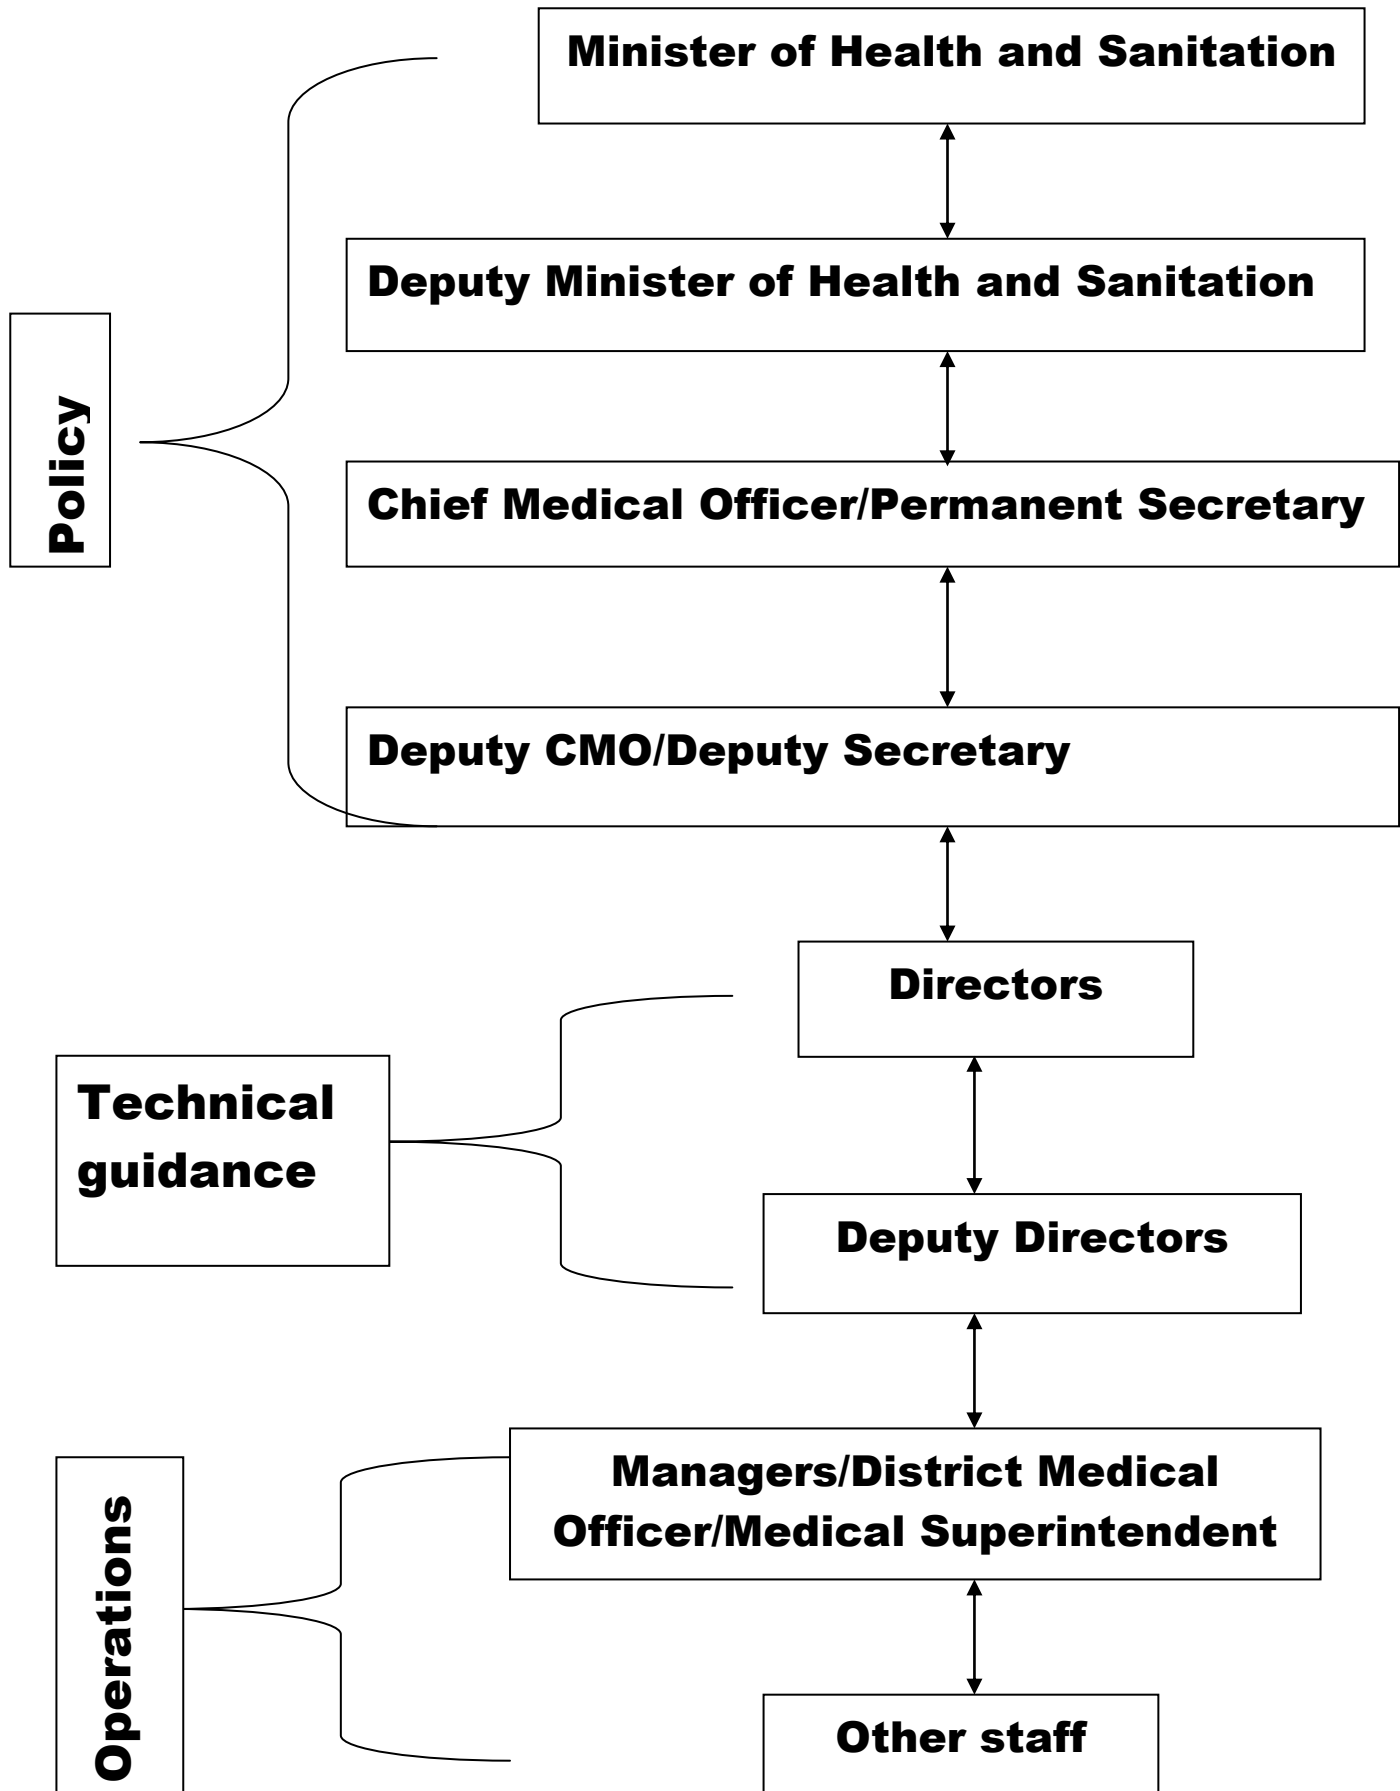 Minister of Health and Sanitation
Deputy Minister of Health and Sanitation
Policy
Chief Medical Officer/Permanent Secretary
Deputy CMO/Deputy Secretary
Directors
Technical
guidance
Deputy Directors
Managers/District Medical
Officer/Medical Superintendent
Operations
Other staff